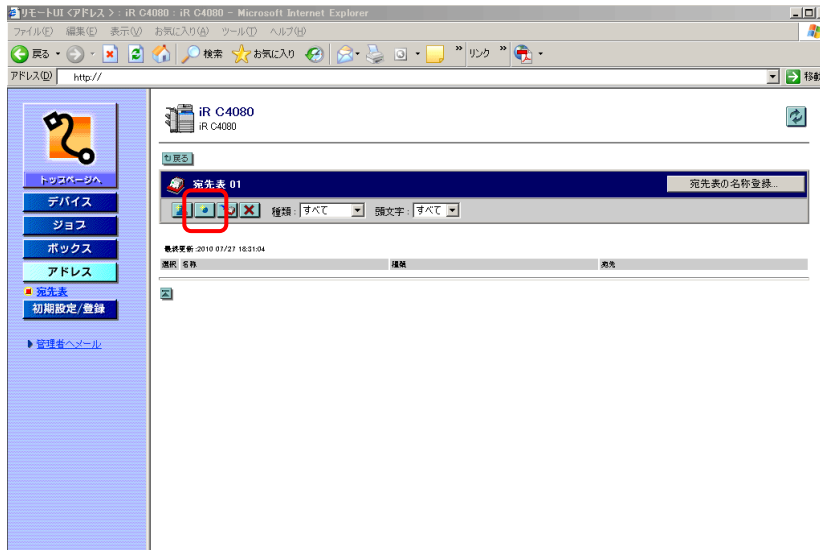 リモートUI <アドレス> : iR C4080 : iR C4080 - Microsoft Internet Explorer
ファイル(F) 編集(E) 表示(V) お気に入り(A) ツール(T) ヘルプ(H)
戻る 検索 お気に入り リンク
アドレス(D) http:// 移動
iR C4080
iR C4080
戻る
トップページへ
宛先表 01
宛先表の名称登録...
デバイス
種類 : すべて 頭文字 : すべて
ジョブ
ボックス
最終更新 :2010 07/27 18:31:04
アドレス
選択 名称 種類 宛先
宛先表
初期設定/登録
管理者へメール